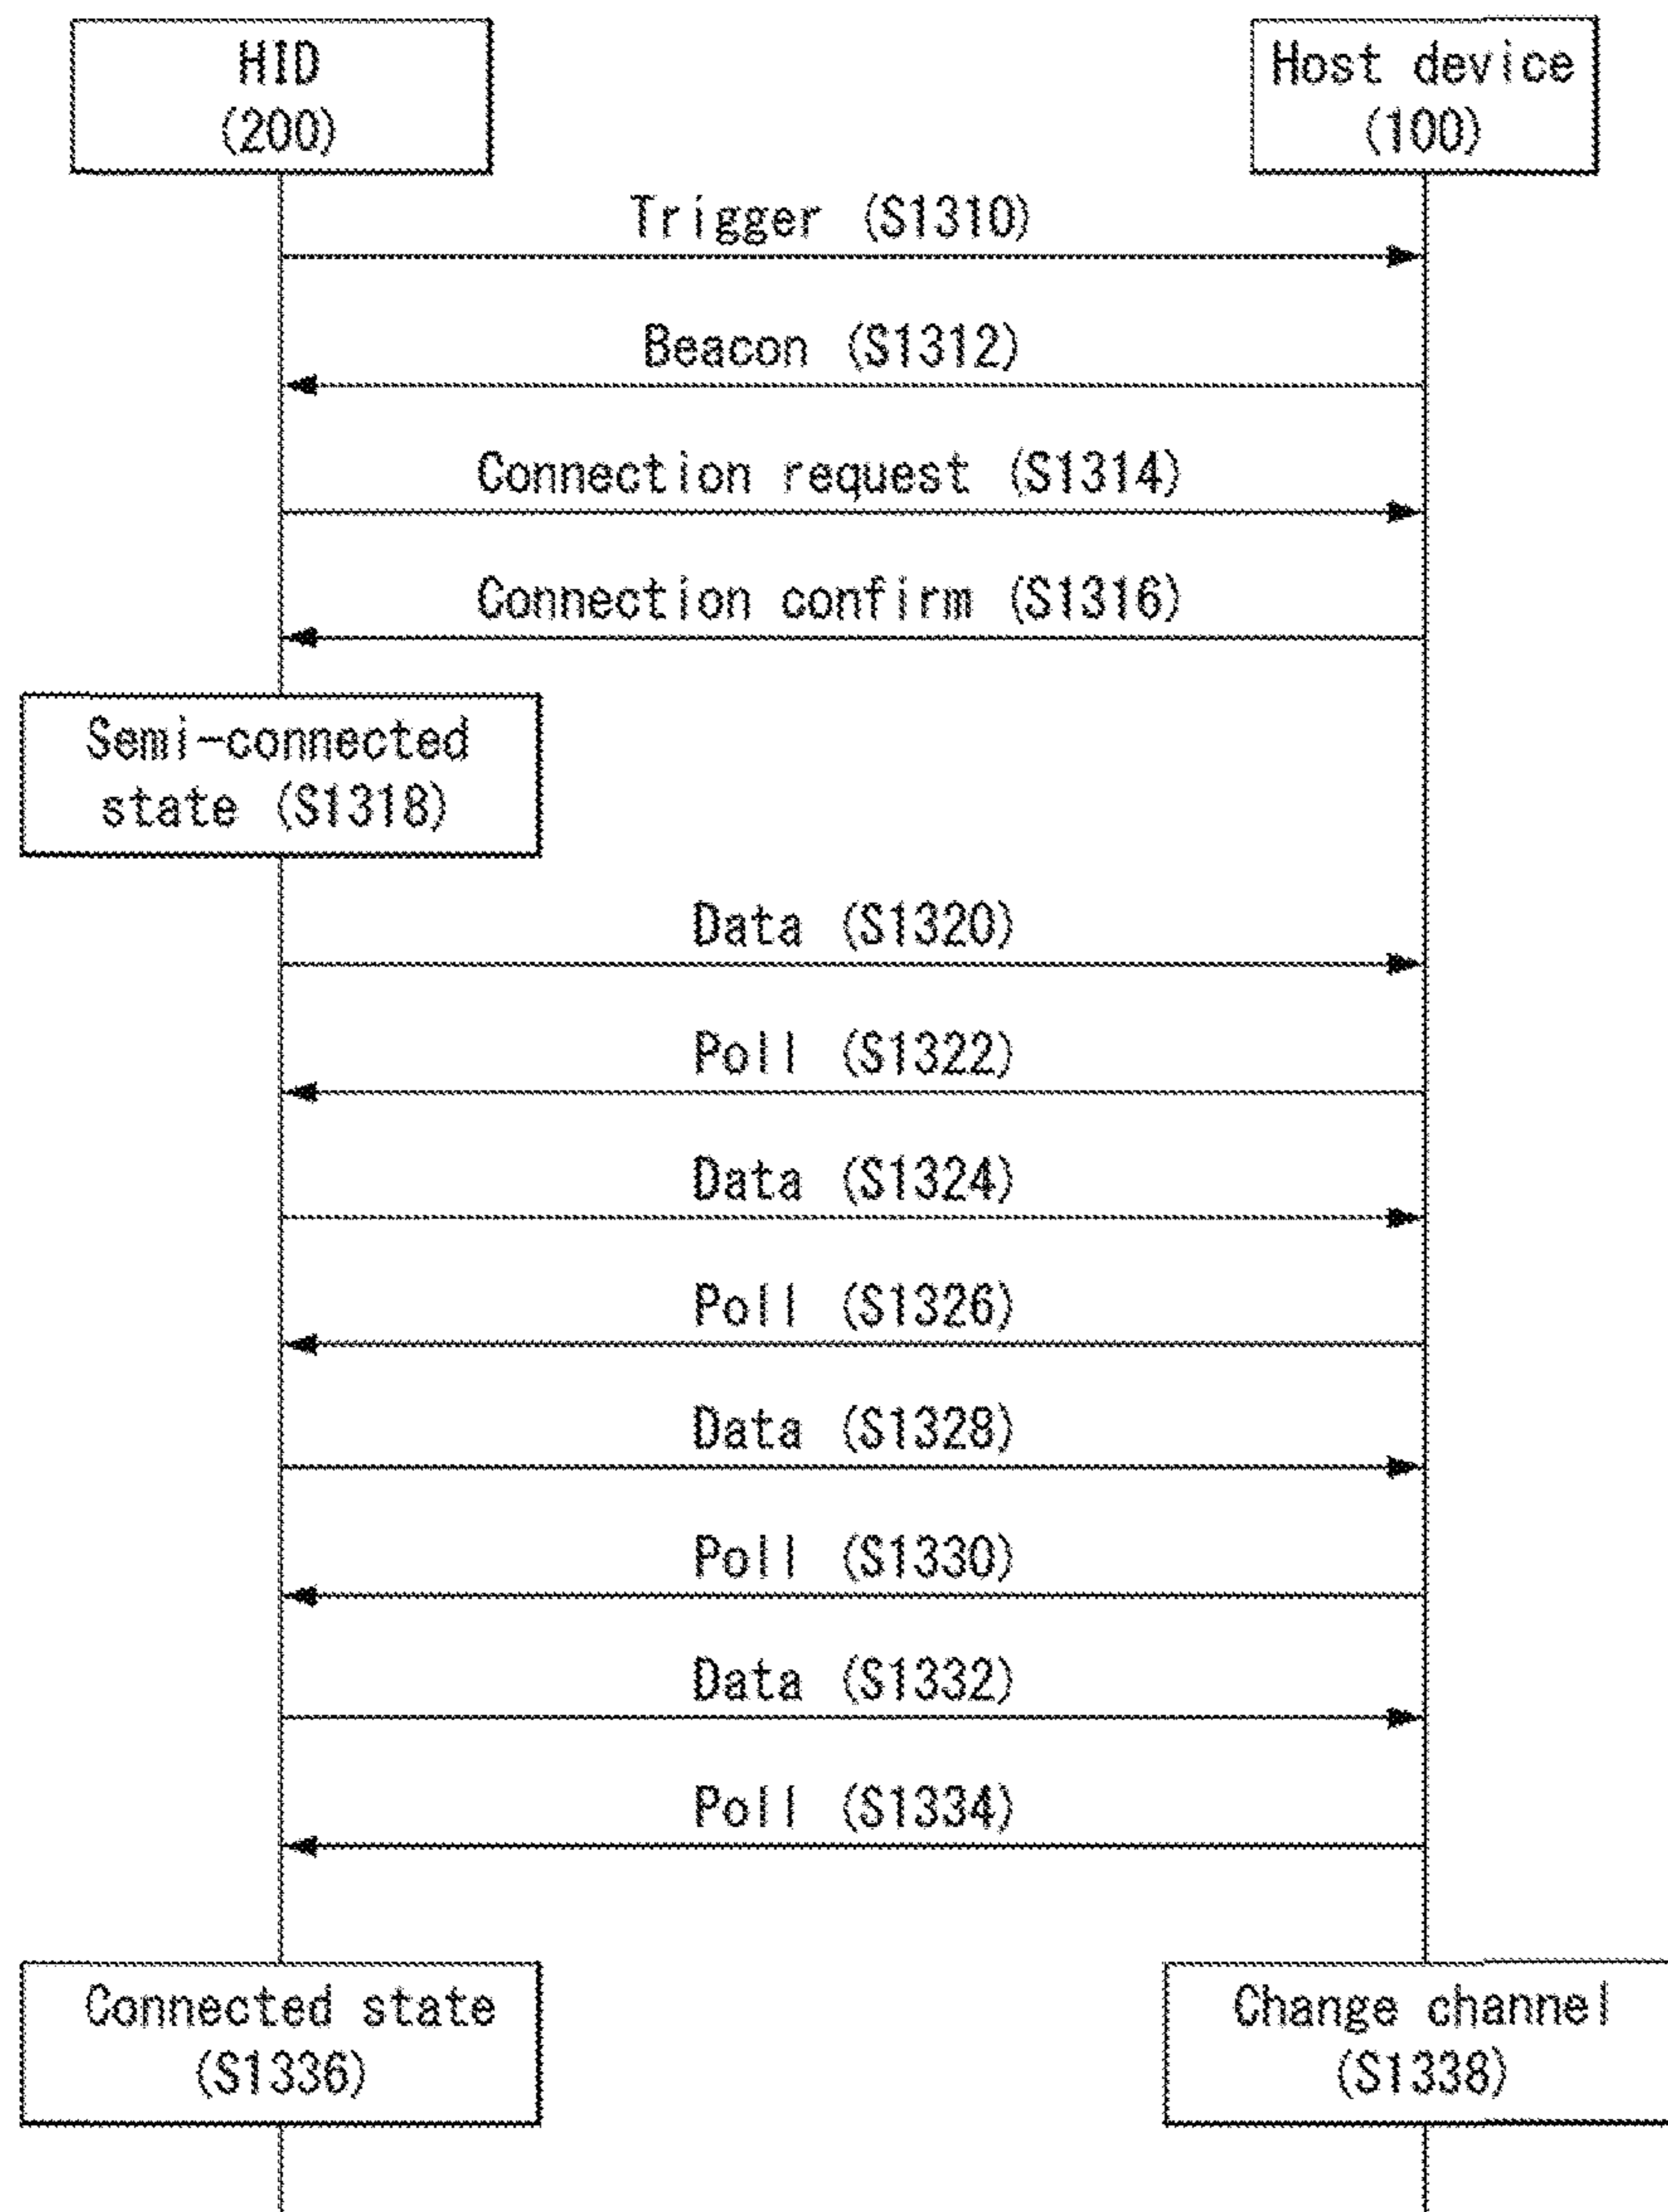 HID
(200)
Host device
(100)
Trigger (S1310)
Beacon (S1312)
Connection request (S1314)
Connection confirm (S1316)
Semi-connected
state (S1318)
Data (S1320)
Poll (S1322)
Data (S1324)
Poll (S1326)
Data (S1328)
Poll (S1330)
Data (S1332)
Poll (S1334)
Connected state
(S1336)
Change channel
(S1338)